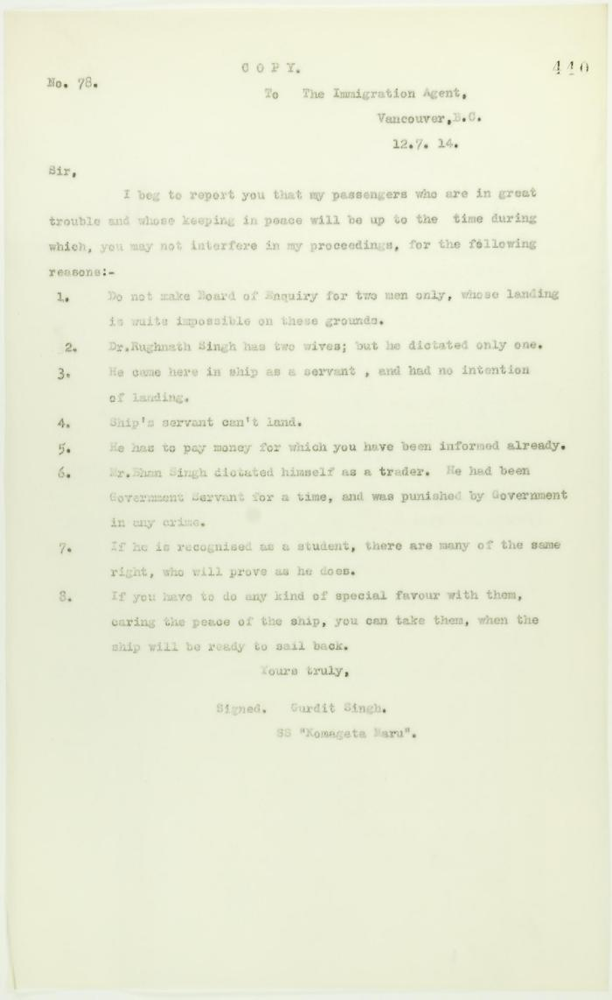 COPY.
440
No. 78.
To The Immigration Agent,
Vancouver,B.C.
12.7. 14.
Sir,
I beg to report you that my passengers who are in great
trouble and whose keeping in peace will be up to the time during
which, you may not interfere in my proceedings, for the following
reasons:-
1. Do not make Board of Enquiry for two men only, whose landing
is wuite impossible on these grounds.
2. Dr.Rughnath Singh has two wives; but he dictated only one.
3. He came here in ship as a servant , and had no intention
of landing.
4. Ship's servant can't land.
5. He has to pay money for which you have been informed already.
6. Mr.Bhan Singh dictated himself as a trader. He had been
Government Servant for a time, and was punished by Government
in any crime.
7. If he is recognised as a student, there are many of the same
right, who will prove as he does.
8. If you have to do any kind of special favour with them,
caring the peace of the ship, you can take them, when the
ship will be ready to sail back.
Yours truly,
Signed. Gurdit Singh.
SS "Komagata Maru".